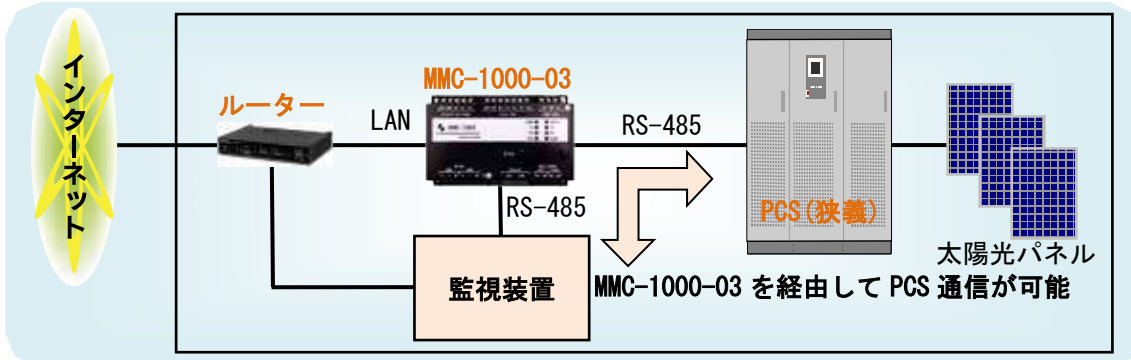 インターネット
ルーター
LAN
MMC-1000-03
RS-485
RS-485
PCS(狭義)
太陽光パネル
監視装置
MMC-1000-03 を経由して PCS 通信が可能